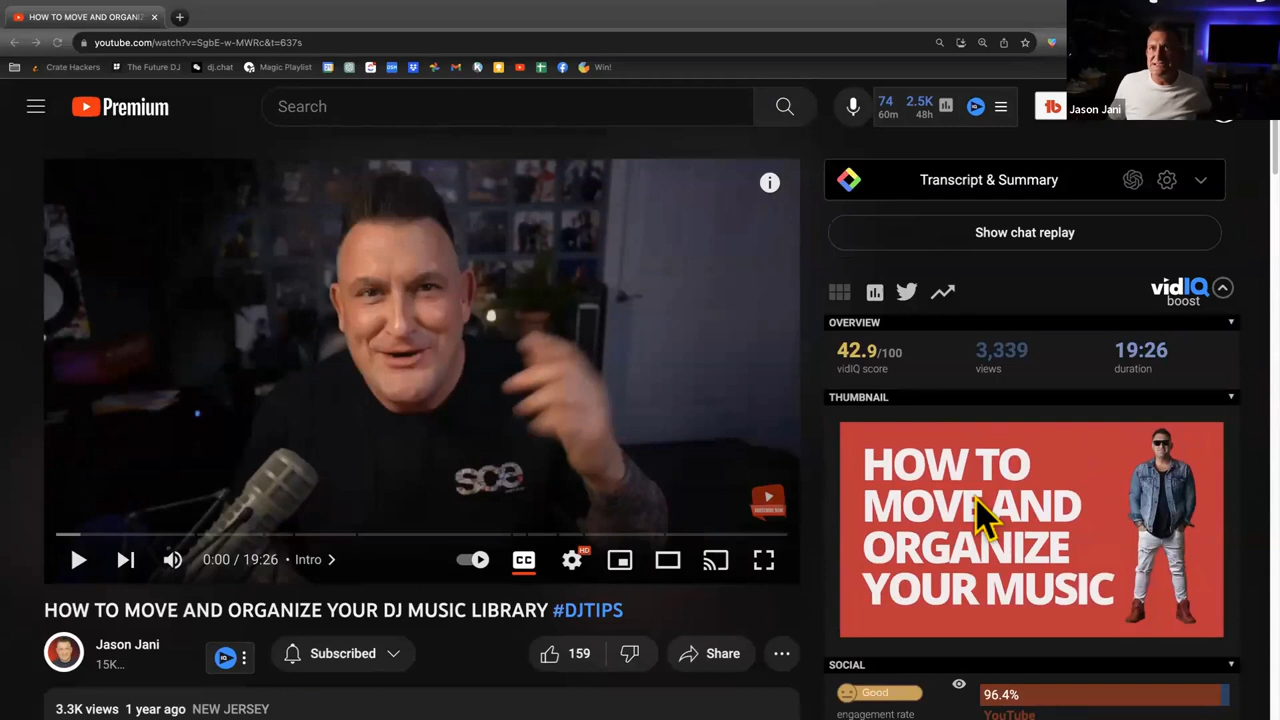 HOW TO MOVE AND ORGANIZ
youtube.com/watch?v=SgbE-w-MWRc&t=637s
Crate Hackers
The Future DJ
dj.chat
Magic Playlist
Win!
Jason Jani
Premium
Search
74 2.5K
60m 48h
Transcript & Summary
Show chat replay
vidIQ
boost
OVERVIEW
42.9/100 3,339 19:26
vidIQ score views duration
THUMBNAIL
HOW TO
MOVE AND
ORGANIZE
YOUR MUSIC
sce
0:00 / 19:26 • Intro
CC
HD
HOW TO MOVE AND ORGANIZE YOUR DJ MUSIC LIBRARY #DJTIPS
Jason Jani
15K...
Subscribed
159
Share
SOCIAL
Good
engagement rate
96.4%
YouTube
3.3K views 1 year ago NEW JERSEY